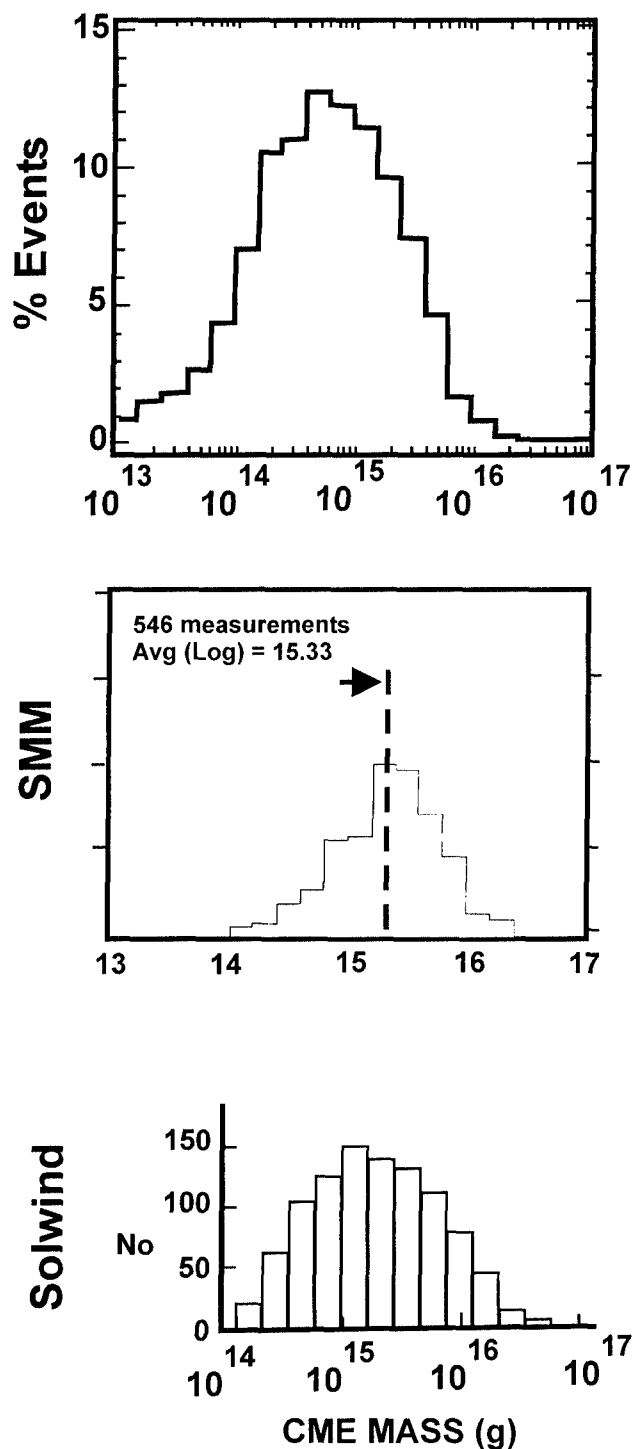 15
10
5
0
% Events
10^13 10^14 10^15 10^16 10^17
546 measurements
Avg (Log) = 15.33
SMM
13 14 15 16 17
150
100
50
0
No
Solwind
10^14 10^15 10^16 10^17
CME MASS (g)